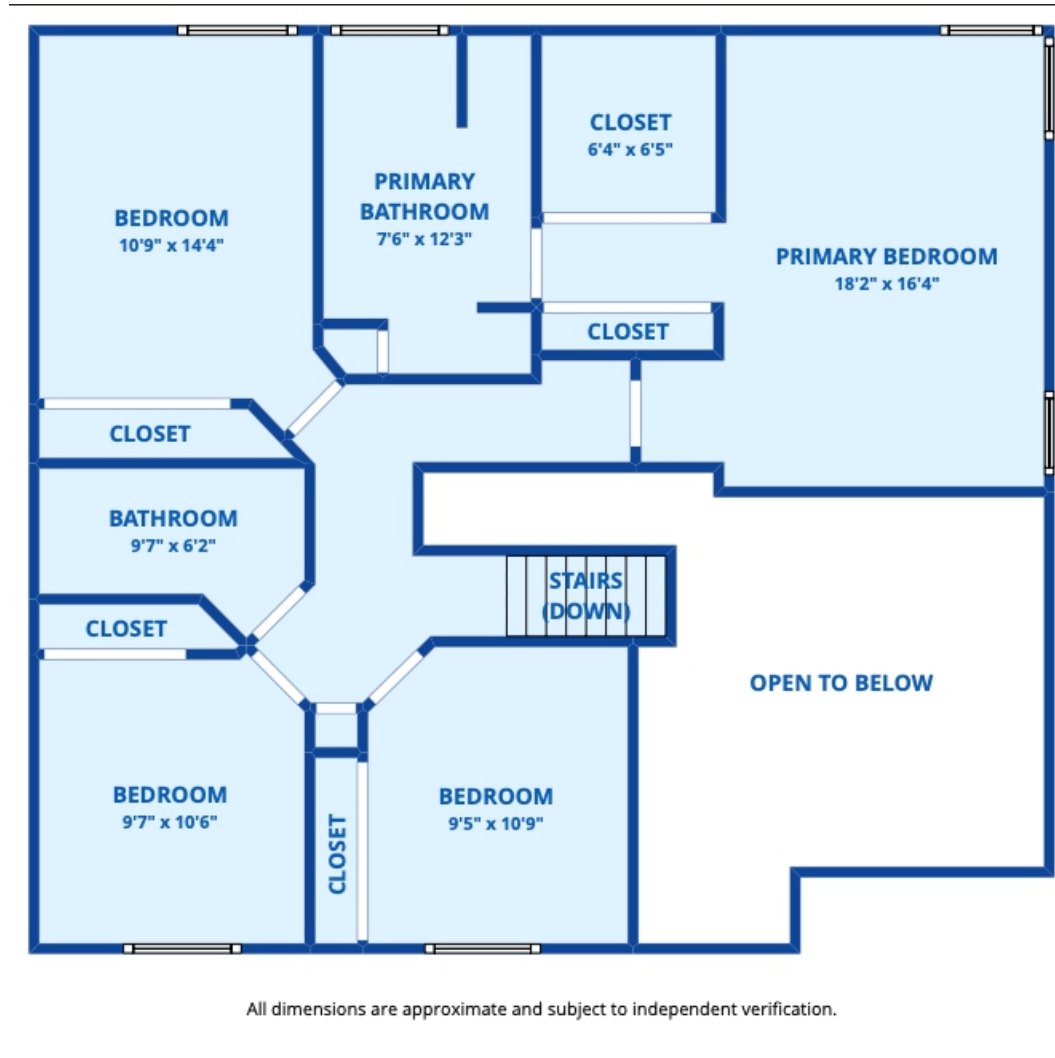 CLOSET
6'4" x 6'5"
PRIMARY
BATHROOM
7'6" x 12'3"
BEDROOM
10'9" x 14'4"
PRIMARY BEDROOM
18'2" x 16'4"
CLOSET
CLOSET
BATHROOM
9'7" x 6'2"
STAIRS
(DOWN)
CLOSET
OPEN TO BELOW
BEDROOM
9'7" x 10'6"
CLOSET
BEDROOM
9'5" x 10'9"
All dimensions are approximate and subject to independent verification.